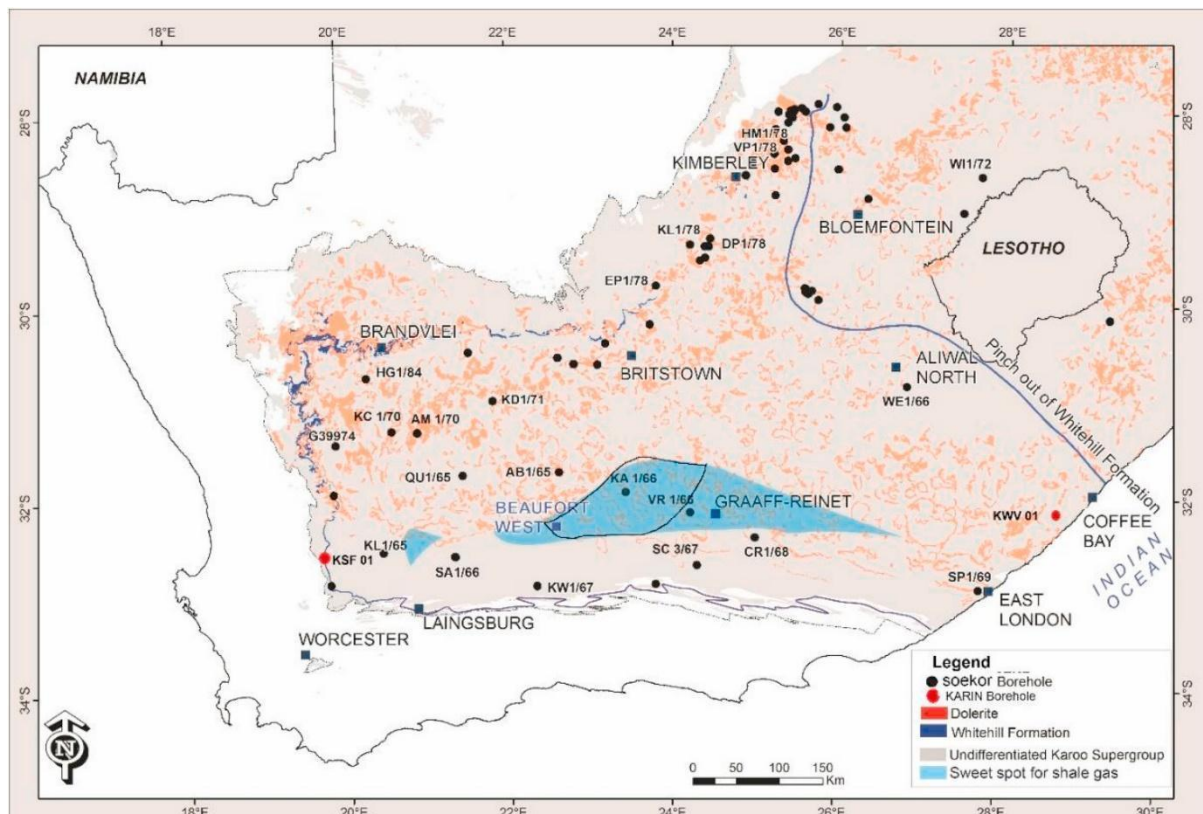 20°E
22°E
24°E
26°E
28°E
NAMIBIA
28°S
28°S
HM1/78
VP1/78
KIMBERLEY
WI1/72
BLOEMFONTEIN
LESOTHO
KL1/78
DP1/78
EP1/78
30°S
30°S
BRANDVLEI
BRITSTOWN
ALIWAL
NORTH
HG1/84
KD1/71
WE1/66
Pinch out of Whitehill Formation
KC 1/70
AM 1/70
G39974
QU1/65
AB1/65
KA 1/66
VR 1/66
GRAAFF-REINET
BEAUFORT
WEST
32°S
32°S
KWV 01
COFFEE
BAY
KL1/65
KSF 01
SA1/66
SC 3/67
CR1/68
KW1/67
SP1/69
EAST
LONDON
INDIAN
OCEAN
LAINGSBURG
WORCESTER
34°S
34°S
N
0 50 100 150
Km
Legend
soekor Borehole
KARIN Borehole
Dolerite
Whitehill Formation
Undifferentiated Karoo Supergroup
Sweet spot for shale gas
18°E
20°E
22°E
24°E
26°E
28°E
30°E